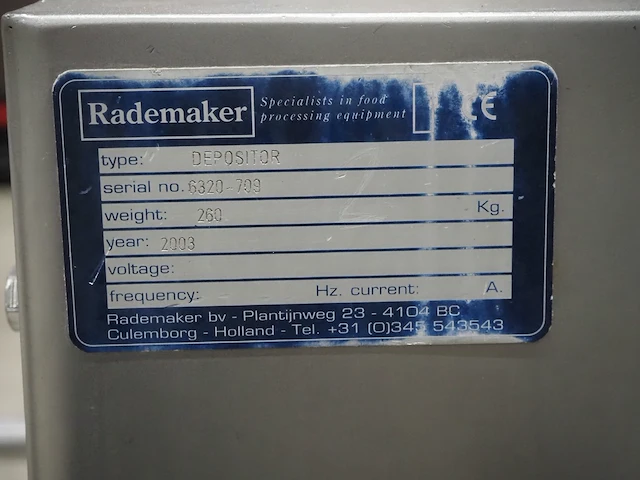 Rademaker
Specialists in food
processing equipment
CE
type: DEPOSITOR
serial no. 6320-709
weight: 260 Kg.
year: 2003
voltage:
frequency: Hz. current: A.
Rademaker bv - Plantijnweg 23 - 4104 BC
Culemborg - Holland - Tel. +31 (0)345 543543